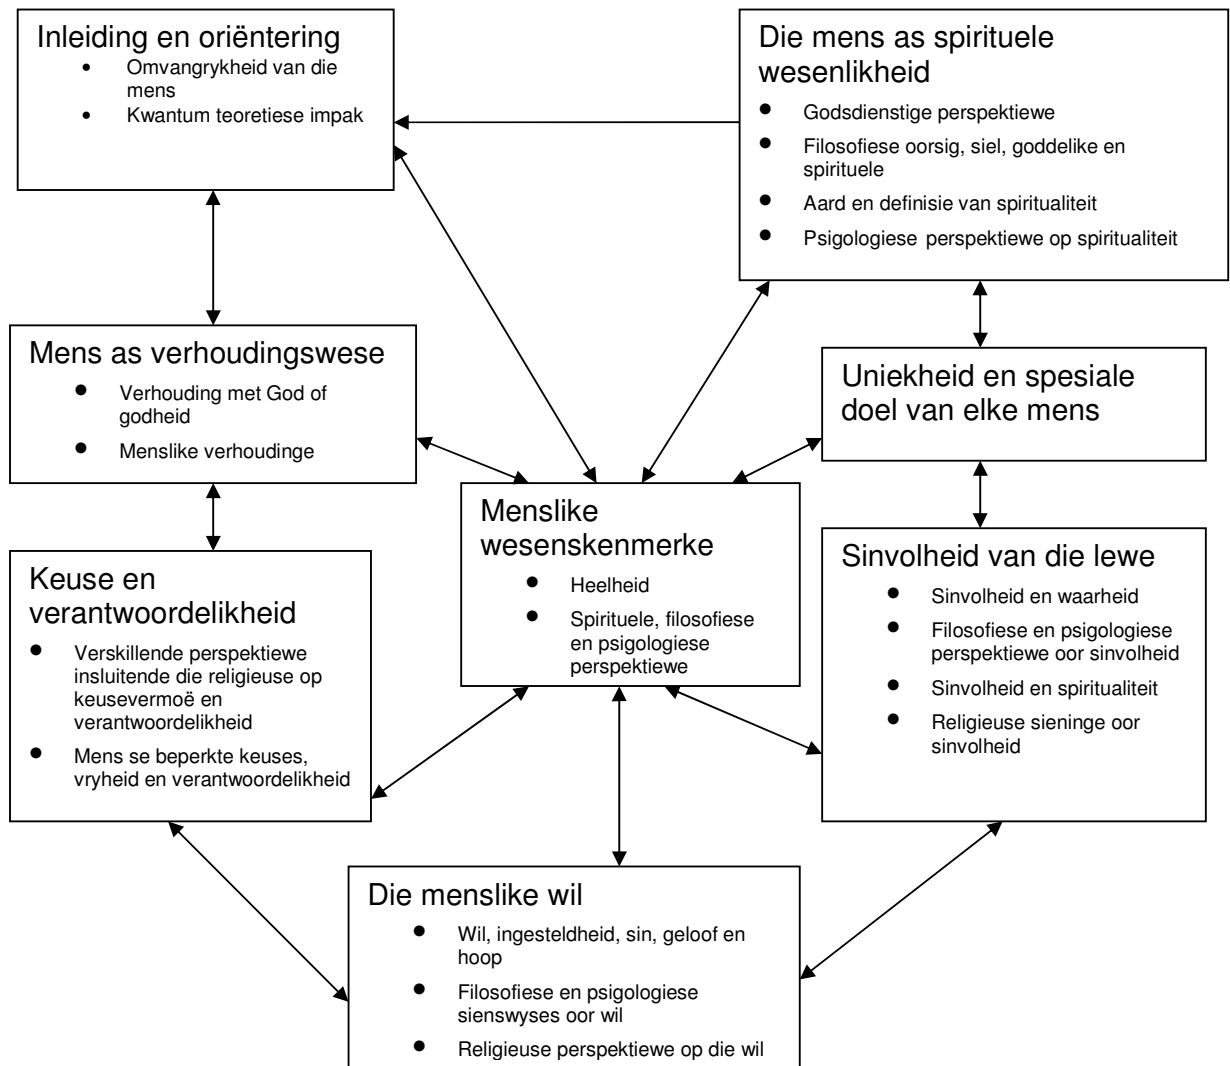 Inleiding en oriëntering
• Omvangrykheid van die
mens
• Kwantum teoretiese impak
Die mens as spirituele
wesenlikheid
• Godsdienstige perspektiewe
• Filosofiese oorsig, siel, goddelike en
spirituele
• Aard en definisie van spiritualiteit
• Psigologiese perspektiewe op spiritualiteit
Mens as verhoudingswese
• Verhouding met God of
godheid
• Menslike verhoudinge
Uniekheid en spesiale
doel van elke mens
Menslike
wesenskenmerke
• Heelheid
• Spirituele, filosofiese
en psigologiese
perspektiewe
Keuse en
verantwoordelikheid
• Verskillende perspektiewe
insluitende die religieuse op
keusevermoë en
verantwoordelikheid
• Mens se beperkte keuses,
vryheid en verantwoordelikheid
Sinvolheid van die lewe
• Sinvolheid en waarheid
• Filosofiese en psigologiese
perspektiewe oor sinvolheid
• Sinvolheid en spiritualiteit
• Religieuse sieninge oor
sinvolheid
Die menslike wil
• Wil, ingesteldheid, sin, geloof en
hoop
• Filosofiese en psigologiese
sienswyses oor wil
• Religieuse perspektiewe op die wil